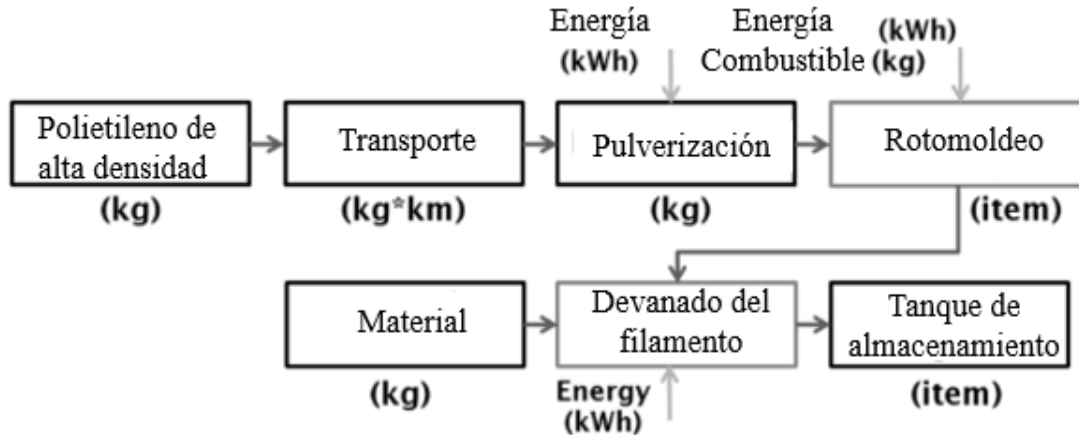 Energía
(kWh)
Energía (kWh)
Combustible (kg)
Polietileno de
alta densidad
(kg)
Transporte
(kg*km)
Pulverización
(kg)
Rotomoldeo
(item)
Material
(kg)
Devanado del
filamento
Energy
(kWh)
Tanque de
almacenamiento
(item)